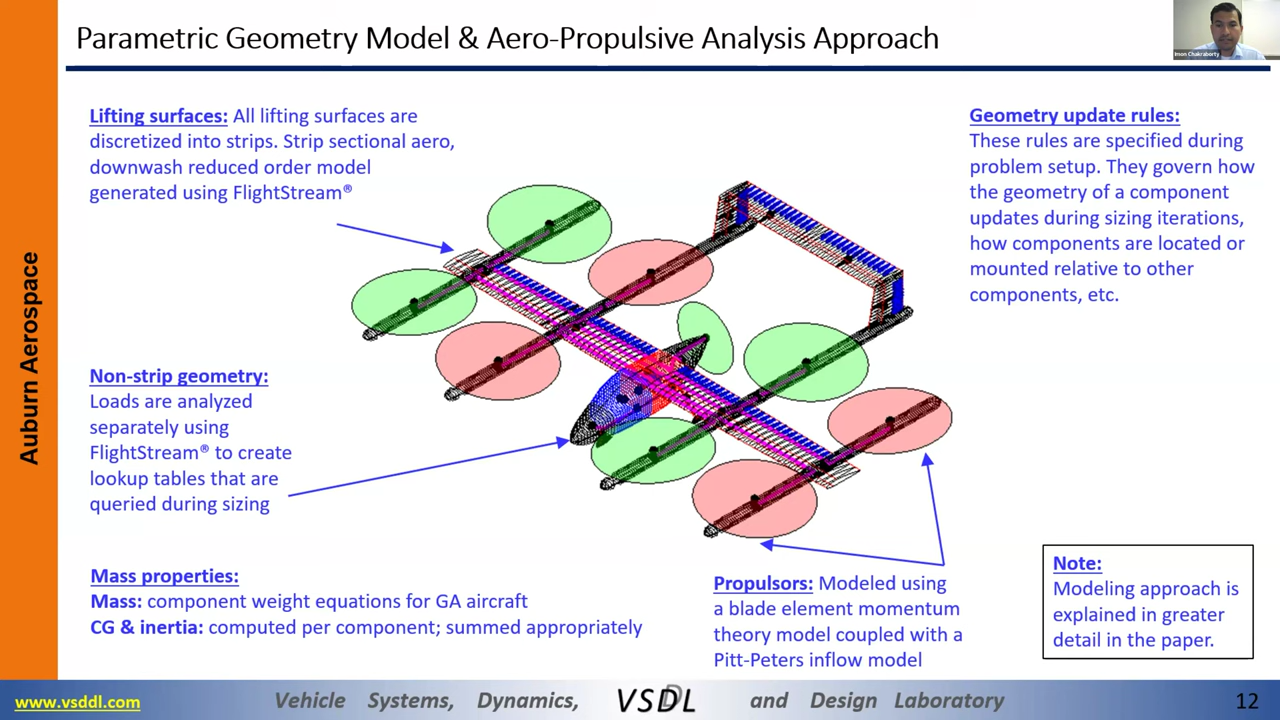 Parametric Geometry Model & Aero-Propulsive Analysis Approach
Imon Chakraborty
Lifting surfaces: All lifting surfaces are
discretized into strips. Strip sectional aero,
downwash reduced order model
generated using FlightStream®
Geometry update rules:
These rules are specified during
problem setup. They govern how
the geometry of a component
updates during sizing iterations,
how components are located or
mounted relative to other
components, etc.
Auburn Aerospace
Non-strip geometry:
Loads are analyzed
separately using
FlightStream® to create
lookup tables that are
queried during sizing
Mass properties:
Mass: component weight equations for GA aircraft
CG & inertia: computed per component; summed appropriately
Propulsors: Modeled using
a blade element momentum
theory model coupled with a
Pitt-Peters inflow model
Note:
Modeling approach is
explained in greater
detail in the paper.
www.vsddl.com
Vehicle Systems, Dynamics, VSDDL and Design Laboratory
12